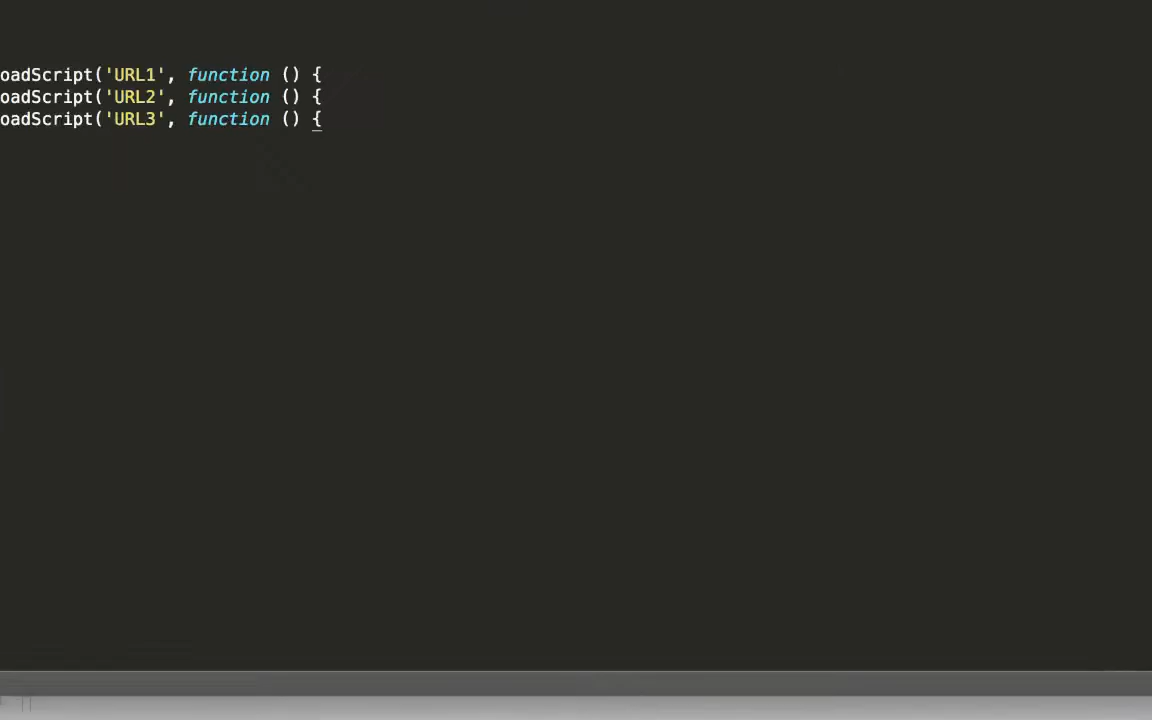 oadScript('URL1', function () {
oadScript('URL2', function () {
oadScript('URL3', function () {